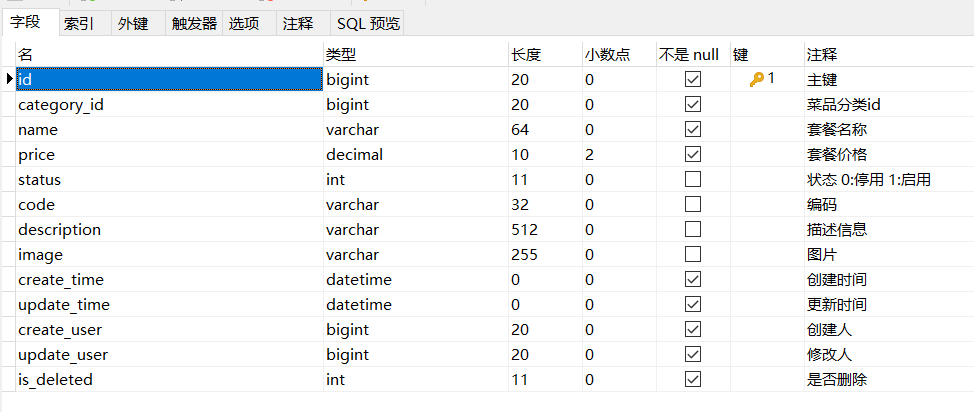 字段 索引 外键 触发器 选项 注释 SQL 预览
名 类型 长度 小数点 不是 null 键 注释
id bigint 20 0 1 主键
category_id bigint 20 0 菜品分类id
name varchar 64 0 套餐名称
price decimal 10 2 套餐价格
status int 11 0 状态 0:停用 1:启用
code varchar 32 0 编码
description varchar 512 0 描述信息
image varchar 255 0 图片
create_time datetime 0 0 创建时间
update_time datetime 0 0 更新时间
create_user bigint 20 0 创建人
update_user bigint 20 0 修改人
is_deleted int 11 0 是否删除